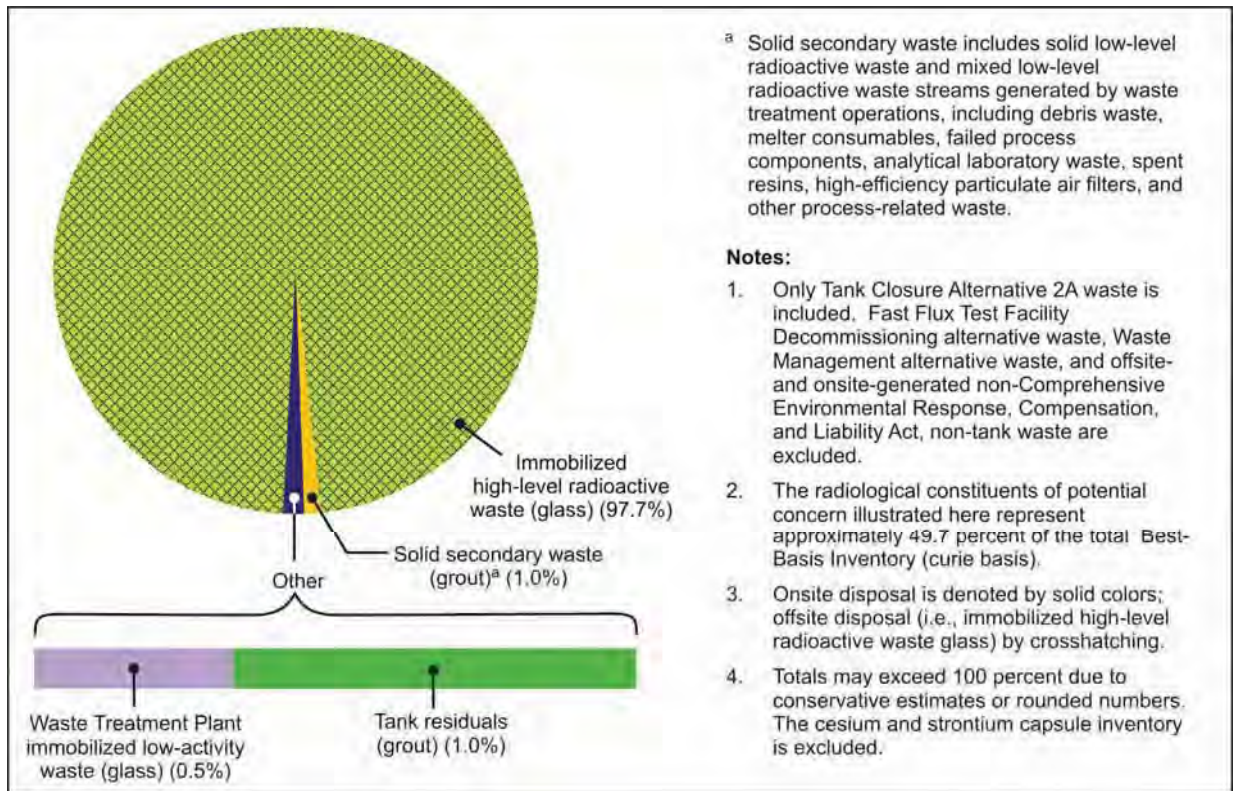 Immobilized
high-level radioactive
waste (glass) (97.7%)
Solid secondary waste
(grout)ᵃ (1.0%)
Other
Waste Treatment Plant
immobilized low-activity
waste (glass) (0.5%)
Tank residuals
(grout) (1.0%)
ᵃ Solid secondary waste includes solid low-level
radioactive waste and mixed low-level
radioactive waste streams generated by waste
treatment operations, including debris waste,
melter consumables, failed process
components, analytical laboratory waste, spent
resins, high-efficiency particulate air filters, and
other process-related waste.
Notes:
1. Only Tank Closure Alternative 2A waste is
included. Fast Flux Test Facility
Decommissioning alternative waste, Waste
Management alternative waste, and offsite-
and onsite-generated non-Comprehensive
Environmental Response, Compensation,
and Liability Act, non-tank waste are
excluded.
2. The radiological constituents of potential
concern illustrated here represent
approximately 49.7 percent of the total Best-
Basis Inventory (curie basis).
3. Onsite disposal is denoted by solid colors;
offsite disposal (i.e., immobilized high-level
radioactive waste glass) by crosshatching.
4. Totals may exceed 100 percent due to
conservative estimates or rounded numbers.
The cesium and strontium capsule inventory
is excluded.